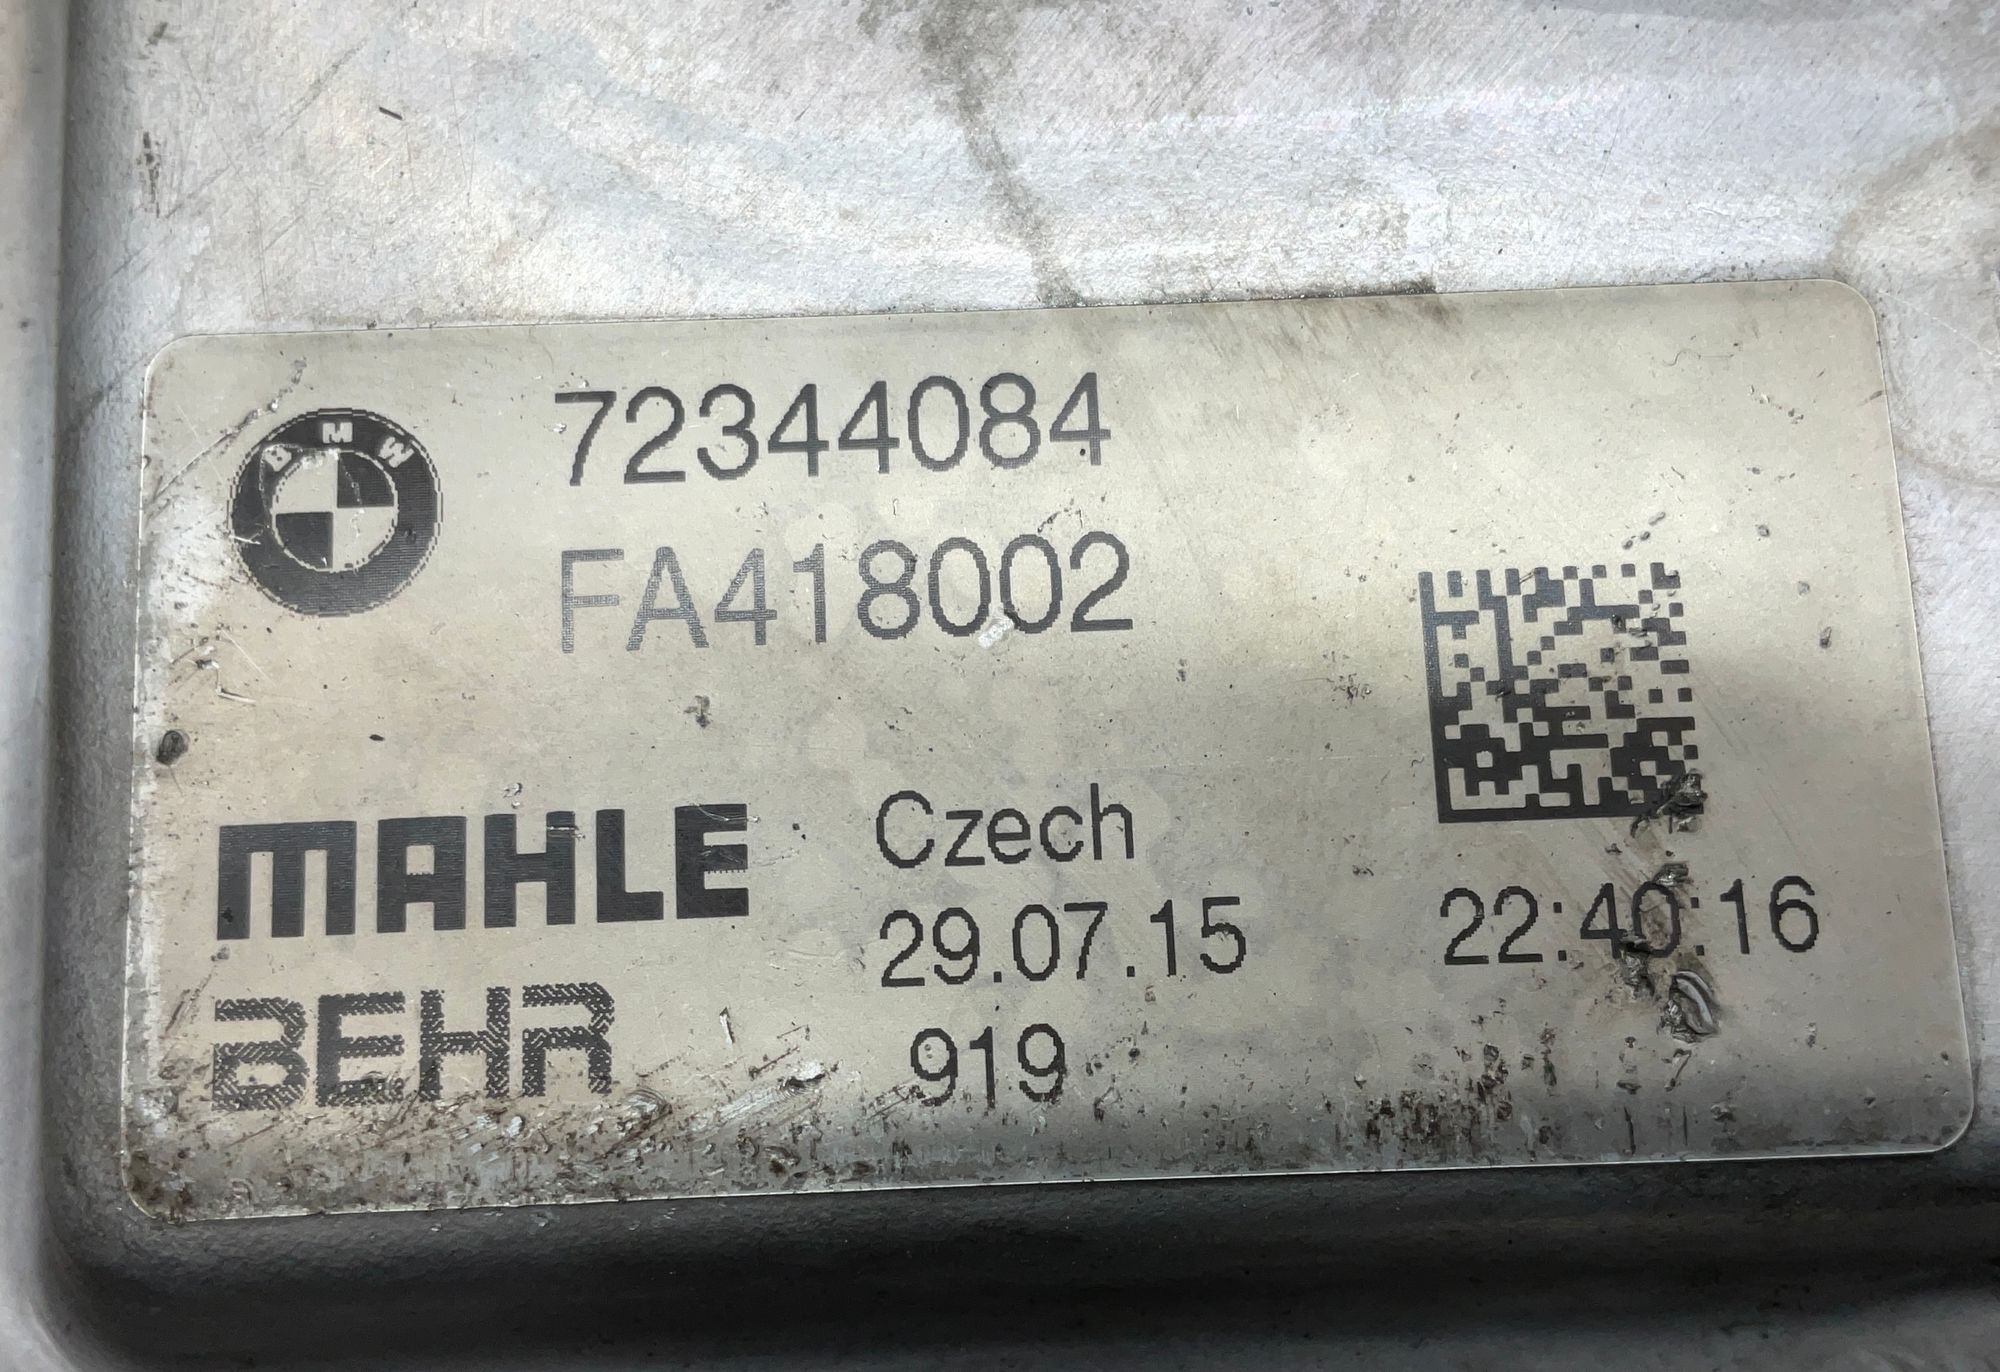 BMW
72344084
FA418002
MAHLE
BEHR
Czech
29.07.15 22:40:16
919